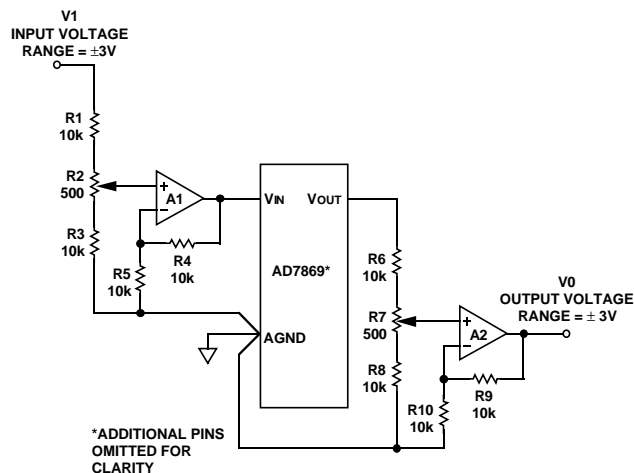 V1
INPUT VOLTAGE
RANGE = ±3V
R1
10k
R2
500
R3
10k
A1
R4
10k
R5
10k
VIN
VOUT
AD7869*
AGND
R6
10k
R7
500
R8
10k
V0
OUTPUT VOLTAGE
RANGE = ± 3V
A2
R9
10k
R10
10k
*ADDITIONAL PINS
OMITTED FOR
CLARITY